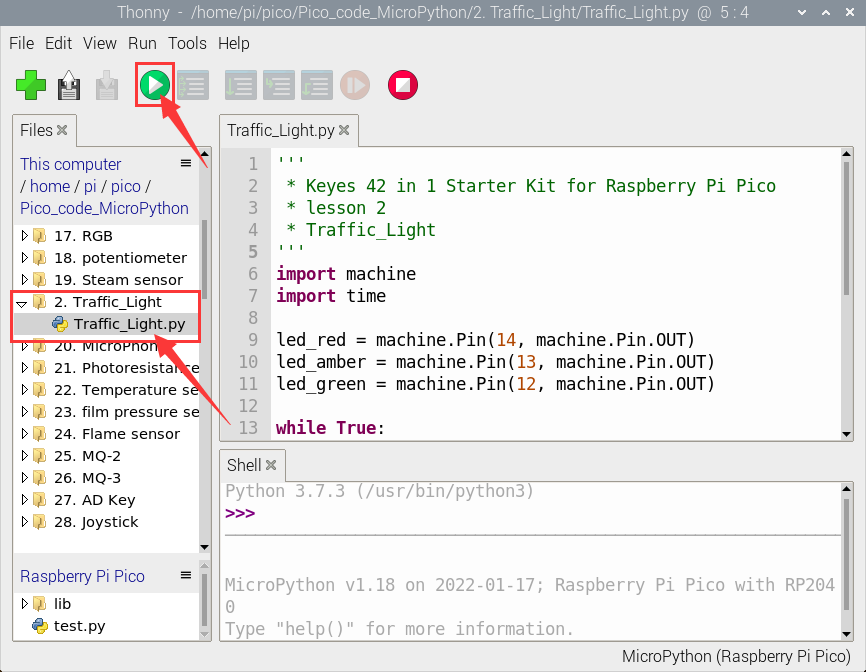 Thonny - /home/pi/pico/Pico_code_MicroPython/2. Traffic_Light/Traffic_Light.py @ 5 : 4
File Edit View Run Tools Help
Files
This computer
/ home / pi / pico /
Pico_code_MicroPython
17. RGB
18. potentiometer
19. Steam sensor
2. Traffic_Light
Traffic_Light.py
20. MicroPhon
21. Photoresistance
22. Temperature se
23. film pressure se
24. Flame sensor
25. MQ-2
26. MQ-3
27. AD Key
28. Joystick
Raspberry Pi Pico
lib
test.py
Traffic_Light.py
1 '''
2 * Keyes 42 in 1 Starter Kit for Raspberry Pi Pico
3 * lesson 2
4 * Traffic_Light
5 '''
6 import machine
7 import time
8
9 led_red = machine.Pin(14, machine.Pin.OUT)
10 led_amber = machine.Pin(13, machine.Pin.OUT)
11 led_green = machine.Pin(12, machine.Pin.OUT)
12
13 while True:
Shell
Python 3.7.3 (/usr/bin/python3)
>>>
MicroPython v1.18 on 2022-01-17; Raspberry Pi Pico with RP204
0
Type "help()" for more information.
MicroPython (Raspberry Pi Pico)